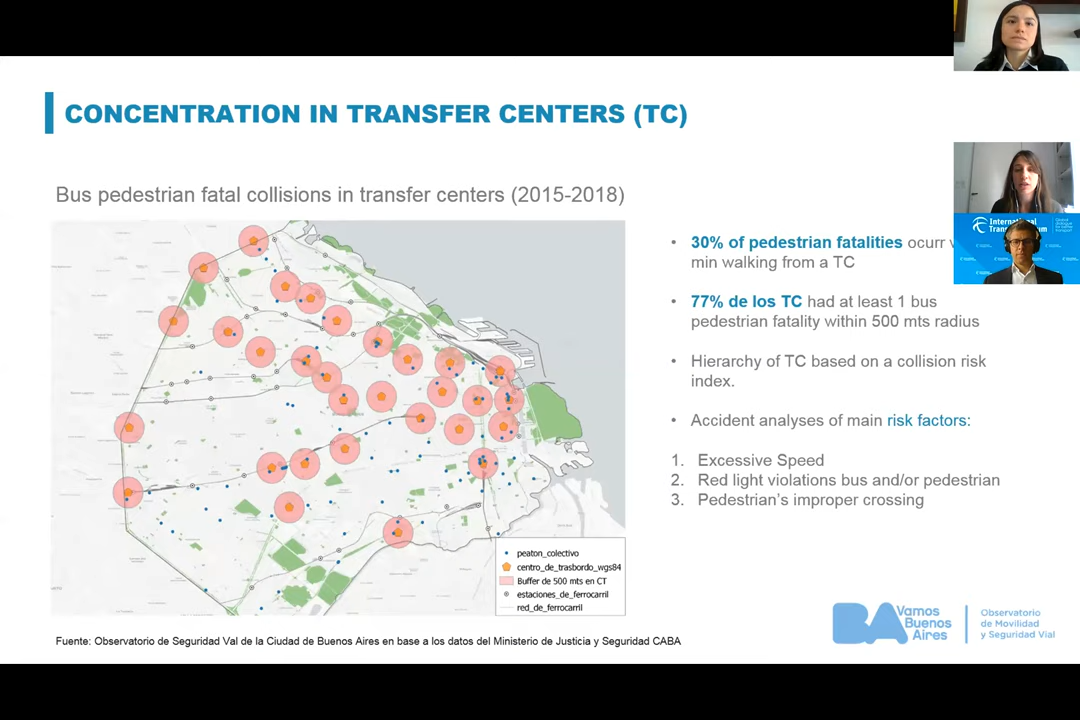 CONCENTRATION IN TRANSFER CENTERS (TC)
Bus pedestrian fatal collisions in transfer centers (2015-2018)
• 30% of pedestrian fatalities ocurr
min walking from a TC
• 77% de los TC had at least 1 bus
pedestrian fatality within 500 mts radius
• Hierarchy of TC based on a collision risk
index.
• Accident analyses of main risk factors:
1. Excessive Speed
2. Red light violations bus and/or pedestrian
3. Pedestrian's improper crossing
peaton_colectivo
centro_de_trasbordo_wgs84
Buffer de 500 mts en CT
estaciones_de_ferrocarril
red_de_ferrocarril
Fuente: Observatorio de Seguridad Val de la Ciudad de Buenos Aires en base a los datos del Ministerio de Justicia y Seguridad CABA
BA Vamos
Buenos
Aires
Observatorio
de Movilidad
y Seguridad Vial
International